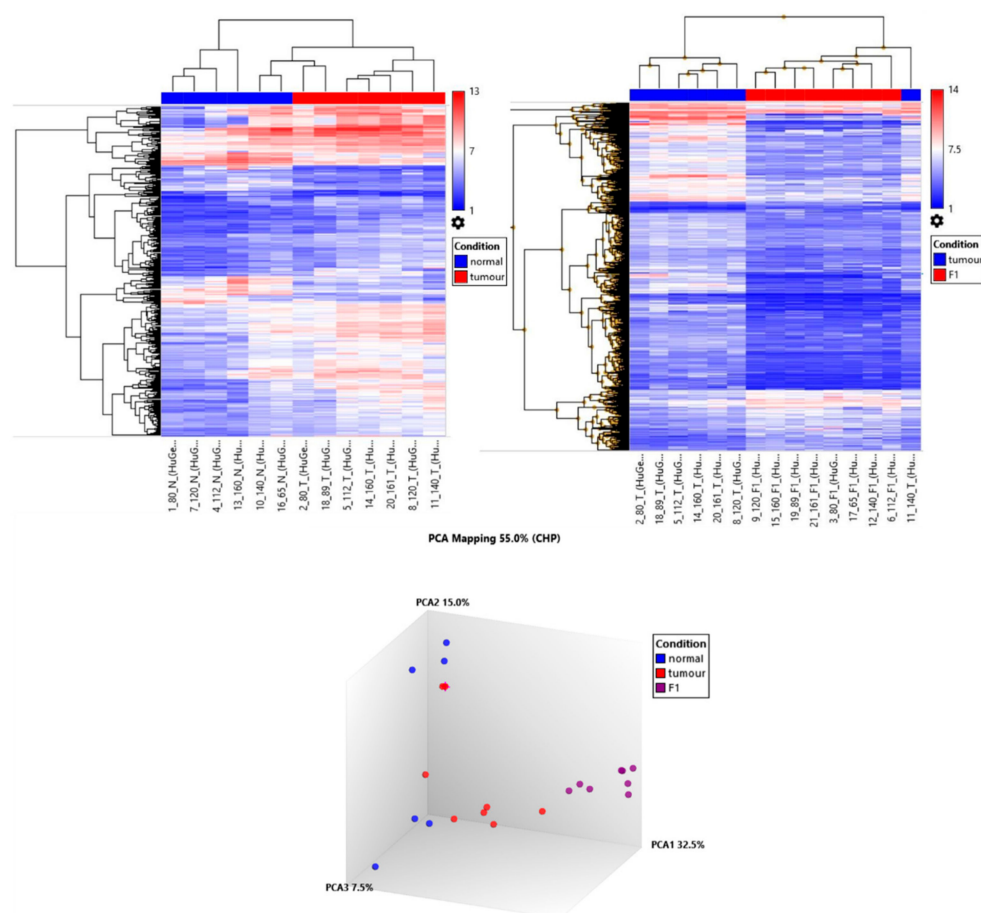 13
7
1
Condition
normal
tumour
1_80_N_(HuGe...
7_120_N_(HuG...
4_112_N_(HuG...
13_160_N_(Hu...
10_140_N_(Hu...
16_65_N_(HuG...
2_80_T_(HuGe...
18_89_T_(HuG...
5_112_T_(HuG...
14_160_T_(Hu...
20_161_T_(Hu...
8_120_T_(HuG...
11_140_T_(Hu...
14
7.5
1
Condition
tumour
F1
2_80_T_(HuGe...
18_89_T_(HuG...
5_112_T_(HuG...
14_160_T_(Hu...
20_161_T_(Hu...
8_120_T_(HuG...
9_120_F1_(Hu...
15_160_F1_(Hu...
19_89_F1_(Hu...
21_161_F1_(Hu...
3_80_F1_(HuG...
17_65_F1_(Hu...
12_140_F1_(Hu...
6_112_F1_(Hu...
11_140_T_(Hu...
PCA Mapping 55.0% (CHP)
PCA2 15.0%
Condition
normal
tumour
F1
PCA1 32.5%
PCA3 7.5%